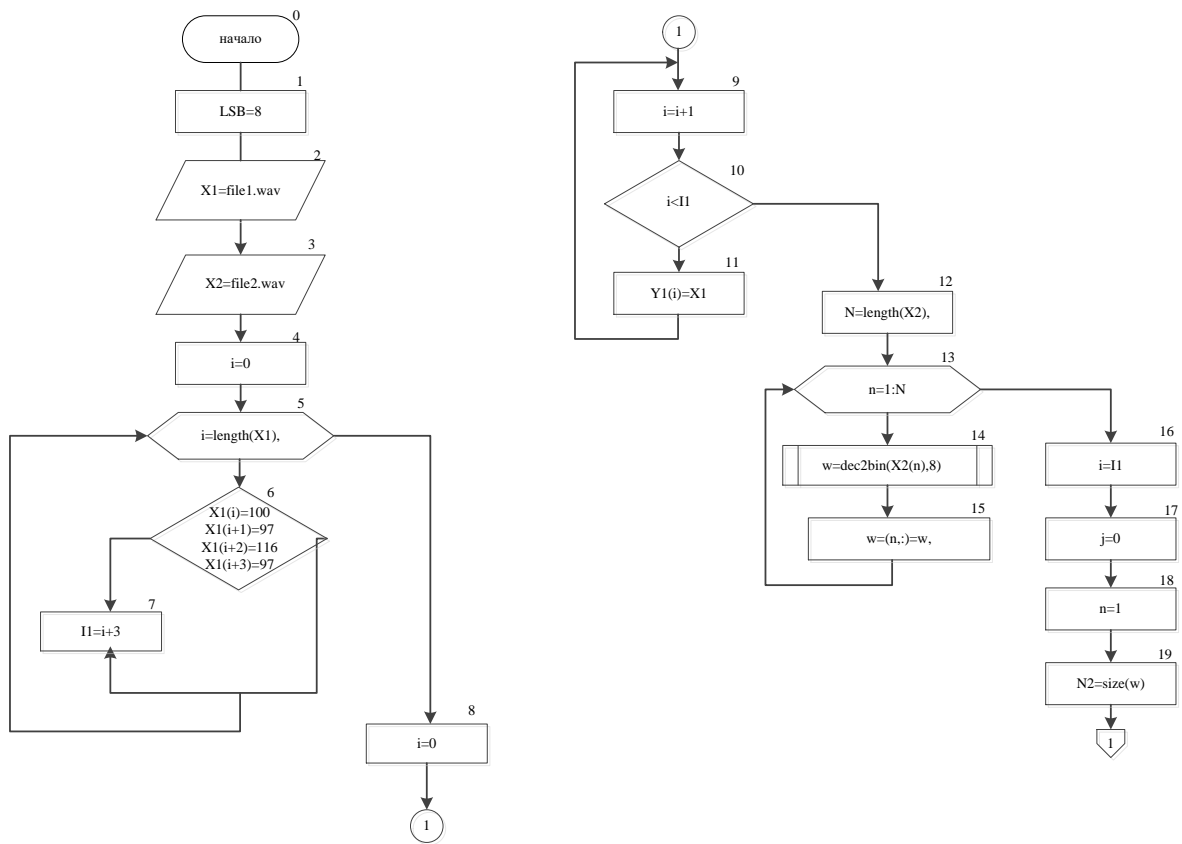 0
начало
1
LSB=8
2
X1=file1.wav
3
X2=file2.wav
4
i=0
5
i=length(X1),
6
X1(i)=100
X1(i+1)=97
X1(i+2)=116
X1(i+3)=97
7
I1=i+3
8
i=0
1
1
9
i=i+1
10
i<I1
11
Y1(i)=X1
12
N=length(X2),
13
n=1:N
14
w=dec2bin(X2(n),8)
15
w=(n,:)=w,
16
i=I1
17
j=0
18
n=1
19
N2=size(w)
1